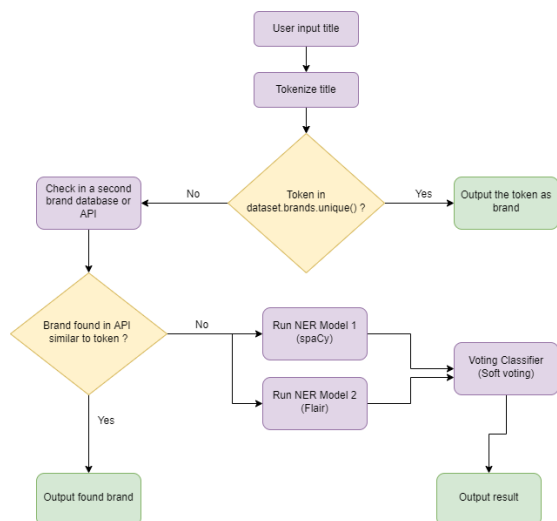 User input title
Tokenize title
Token in
dataset.brands.unique() ?
No
Yes
Check in a second
brand database or
API
Output the token as
brand
Brand found in API
similar to token ?
No
Run NER Model 1
(spaCy)
Run NER Model 2
(Flair)
Voting Classifier
(Soft voting)
Yes
Output found brand
Output result